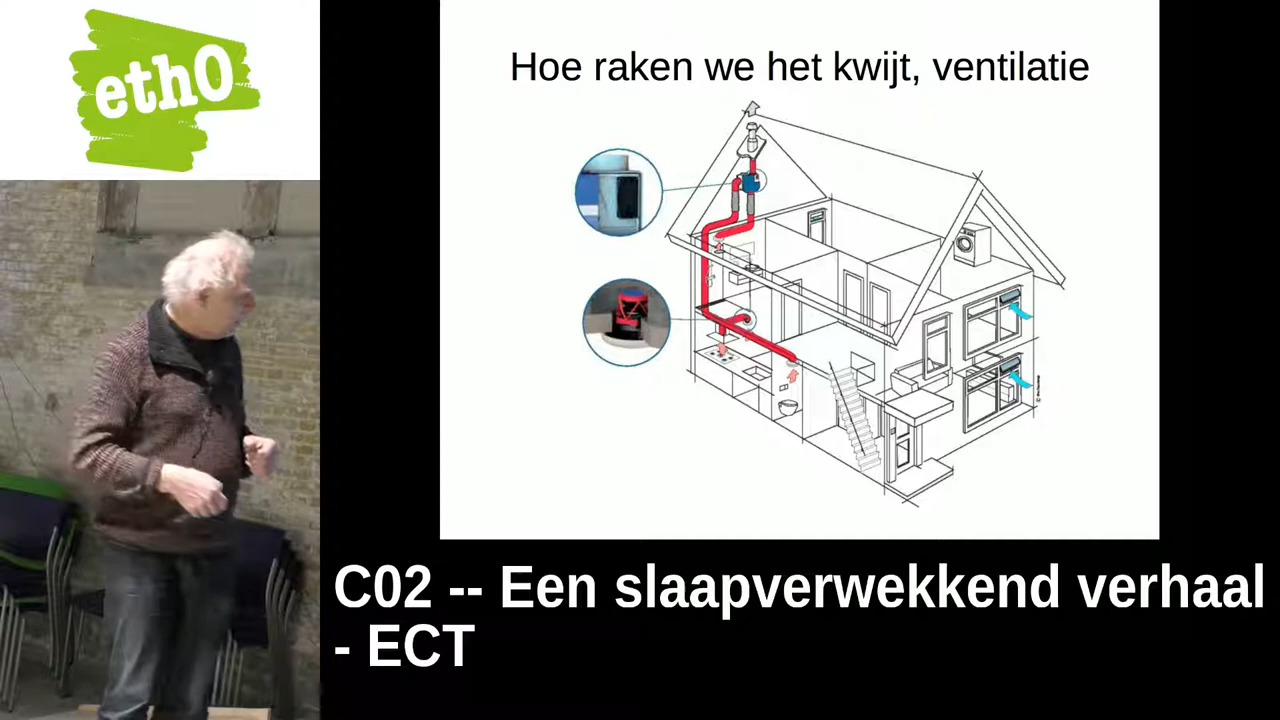 eth0
Hoe raken we het kwijt, ventilatie
C02 -- Een slaapverwekkend verhaal
- ECT